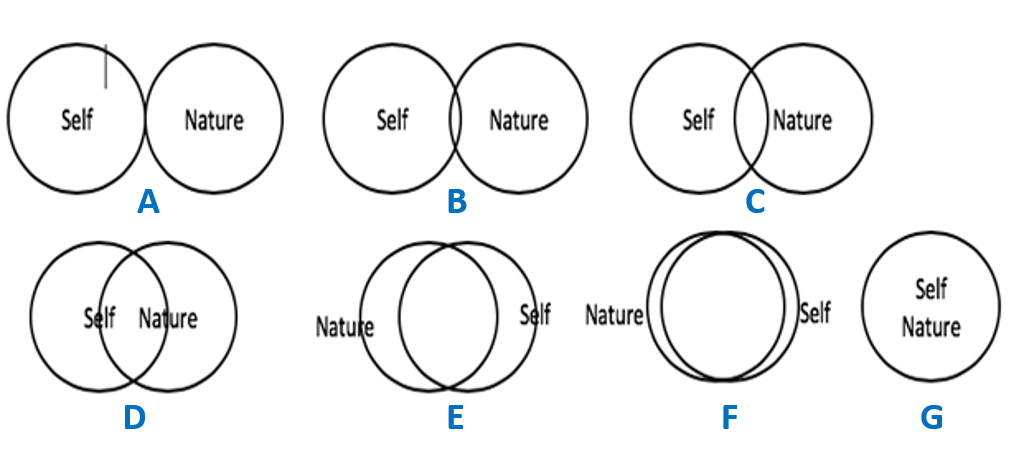 Self Nature
A
Self Nature
B
Self Nature
C
Self Nature
D
Nature Self
E
Nature Self
F
Self
Nature
G